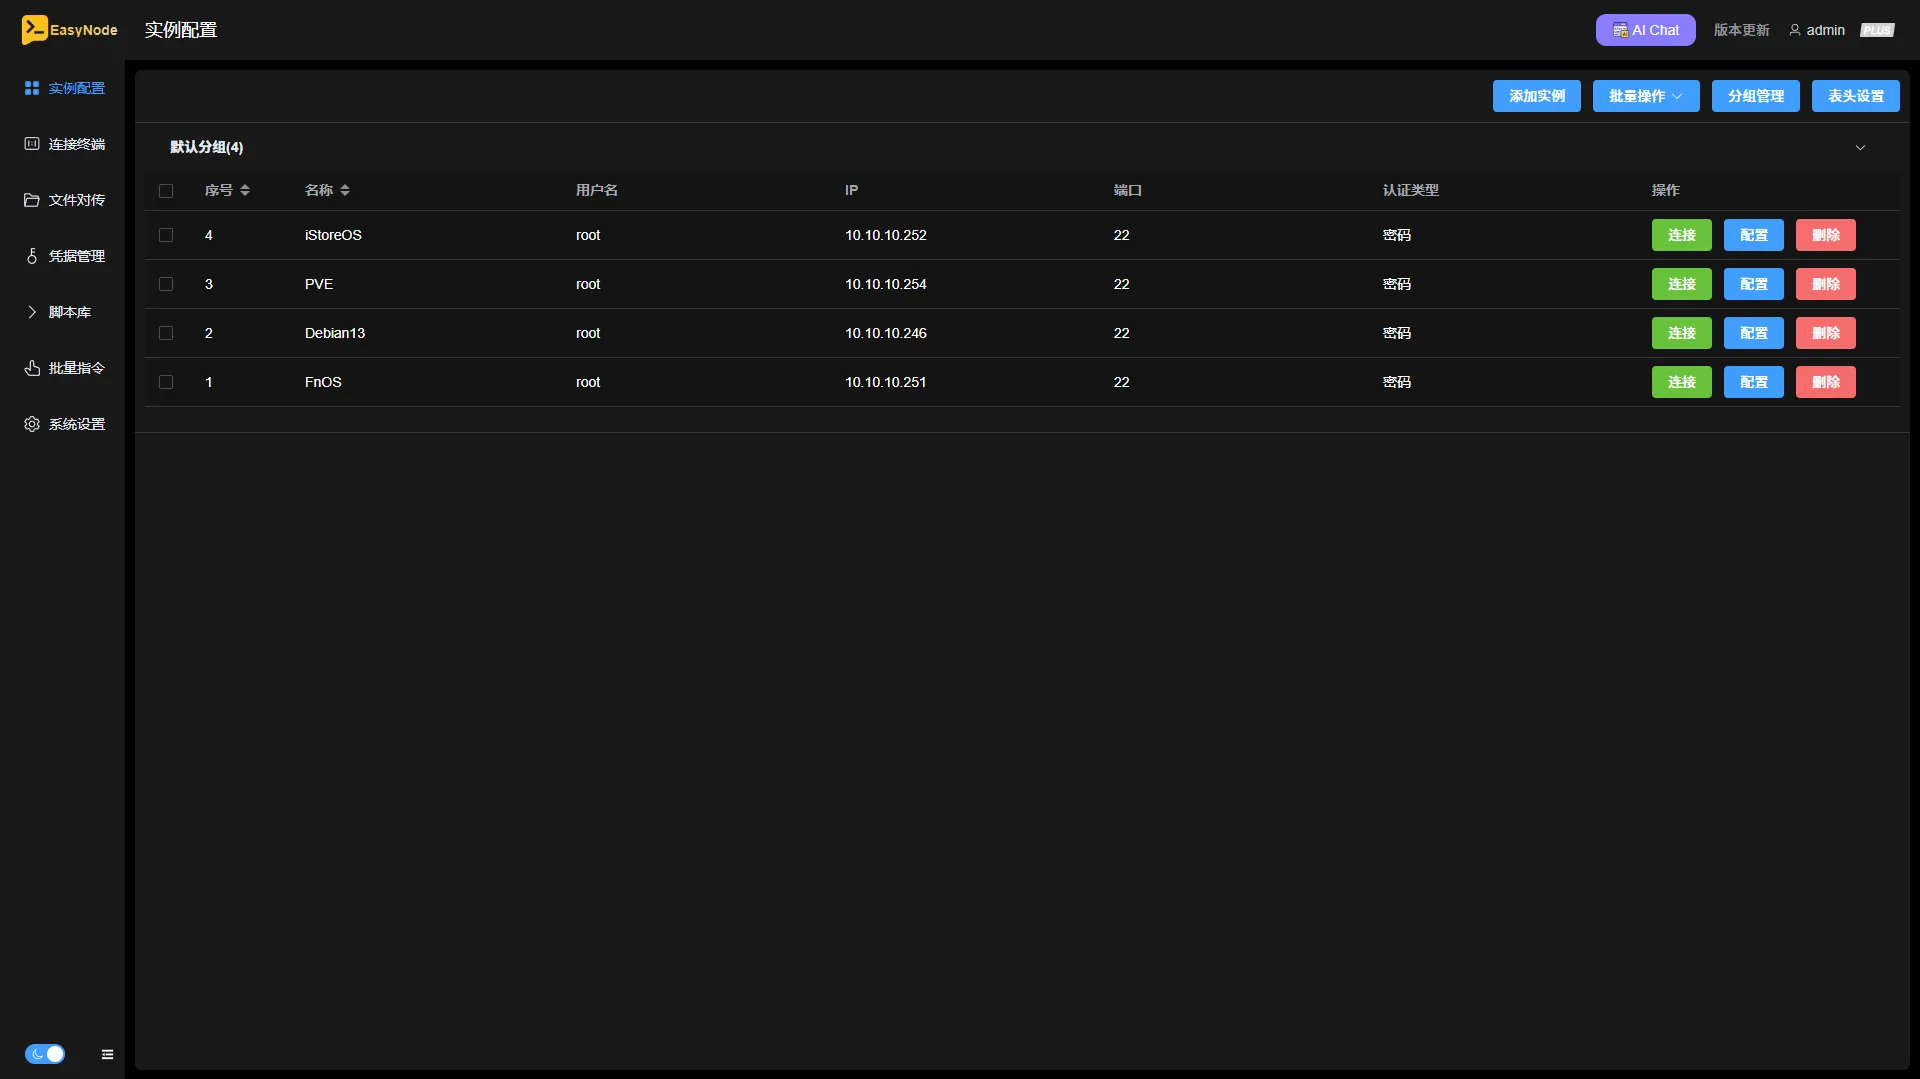 EasyNode
实例配置
AI Chat
版本更新
admin
PLUS
实例配置
连接终端
文件对传
凭据管理
脚本库
批量指令
系统设置
添加实例 批量操作 分组管理 表头设置
默认分组(4)
序号 名称 用户名 IP 端口 认证类型 操作
4 iStoreOS root 10.10.10.252 22 密码 连接 配置 删除
3 PVE root 10.10.10.254 22 密码 连接 配置 删除
2 Debian13 root 10.10.10.246 22 密码 连接 配置 删除
1 FnOS root 10.10.10.251 22 密码 连接 配置 删除